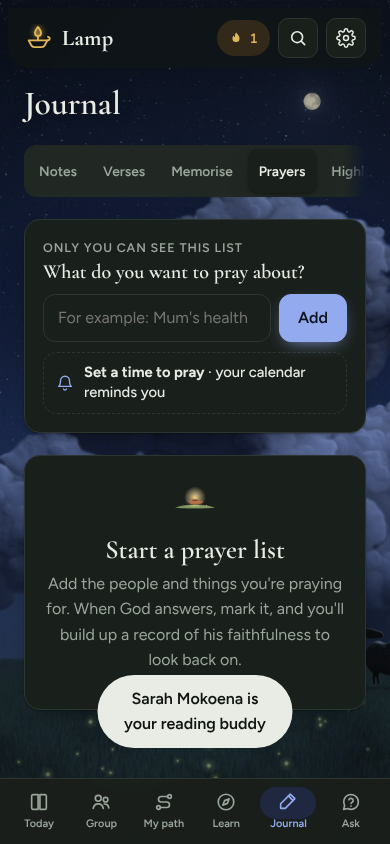 Lamp
1
Journal
Notes
Verses
Memorise
Prayers
Highl
ONLY YOU CAN SEE THIS LIST
What do you want to pray about?
For example: Mum's health
Add
Set a time to pray · your calendar
reminds you
Start a prayer list
Add the people and things you're praying
for. When God answers, mark it, and you'll
build up a record of his faithfulness to
look back on.
Sarah Mokoena is
your reading buddy
Today
Group
My path
Learn
Journal
Ask